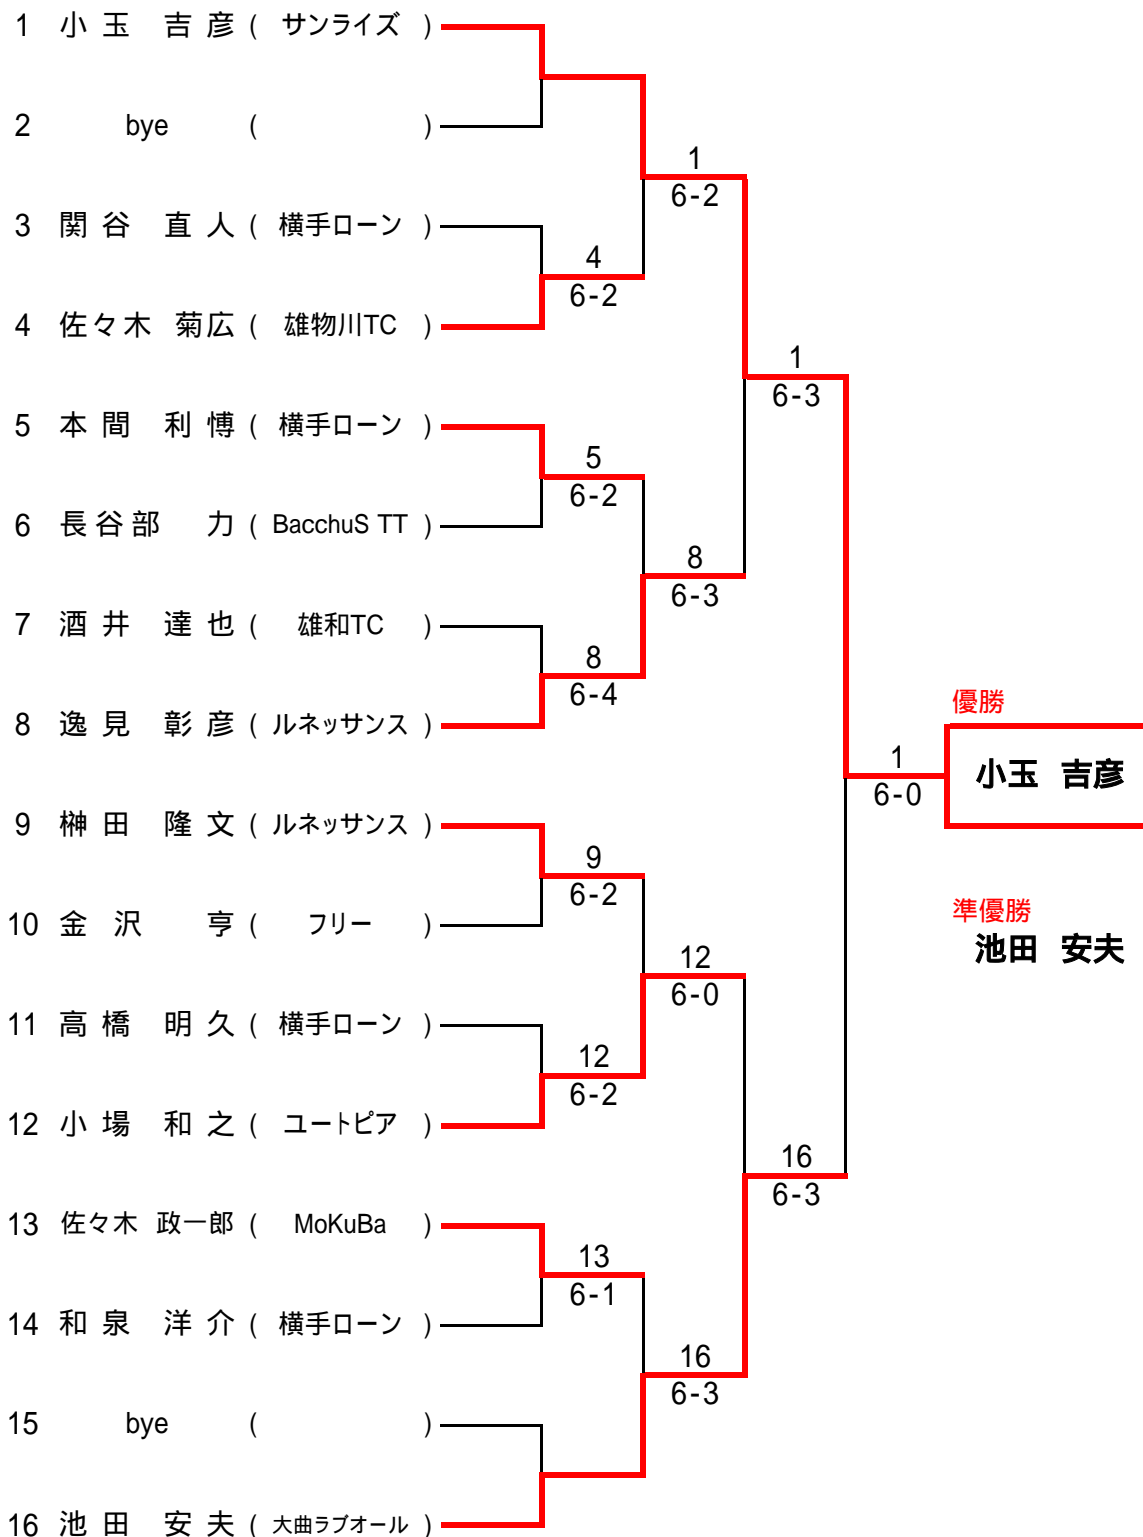 1 小玉 吉彦 ( サンライズ )
2 bye ( )
1
6-2
3 関谷 直人 ( 横手ローン )
4
6-2
4 佐々木 菊広 ( 雄物川TC )
1
6-3
5 本間 利博 ( 横手ローン )
5
6-2
6 長谷部 力 ( BacchuS TT )
8
6-3
7 酒井 達也 ( 雄和TC )
8
6-4
8 逸見 彰彦 ( ルネッサンス )
優勝
1
6-0
小玉 吉彦
9 榊田 隆文 ( ルネッサンス )
9
6-2
10 金沢 亨 ( フリー )
準優勝
池田 安夫
12
6-0
11 高橋 明久 ( 横手ローン )
12
6-2
12 小場 和之 ( ユートピア )
16
6-3
13 佐々木 政一郎 ( MoKuBa )
13
6-1
14 和泉 洋介 ( 横手ローン )
16
6-3
15 bye ( )
16 池田 安夫 ( 大曲ラブオール )